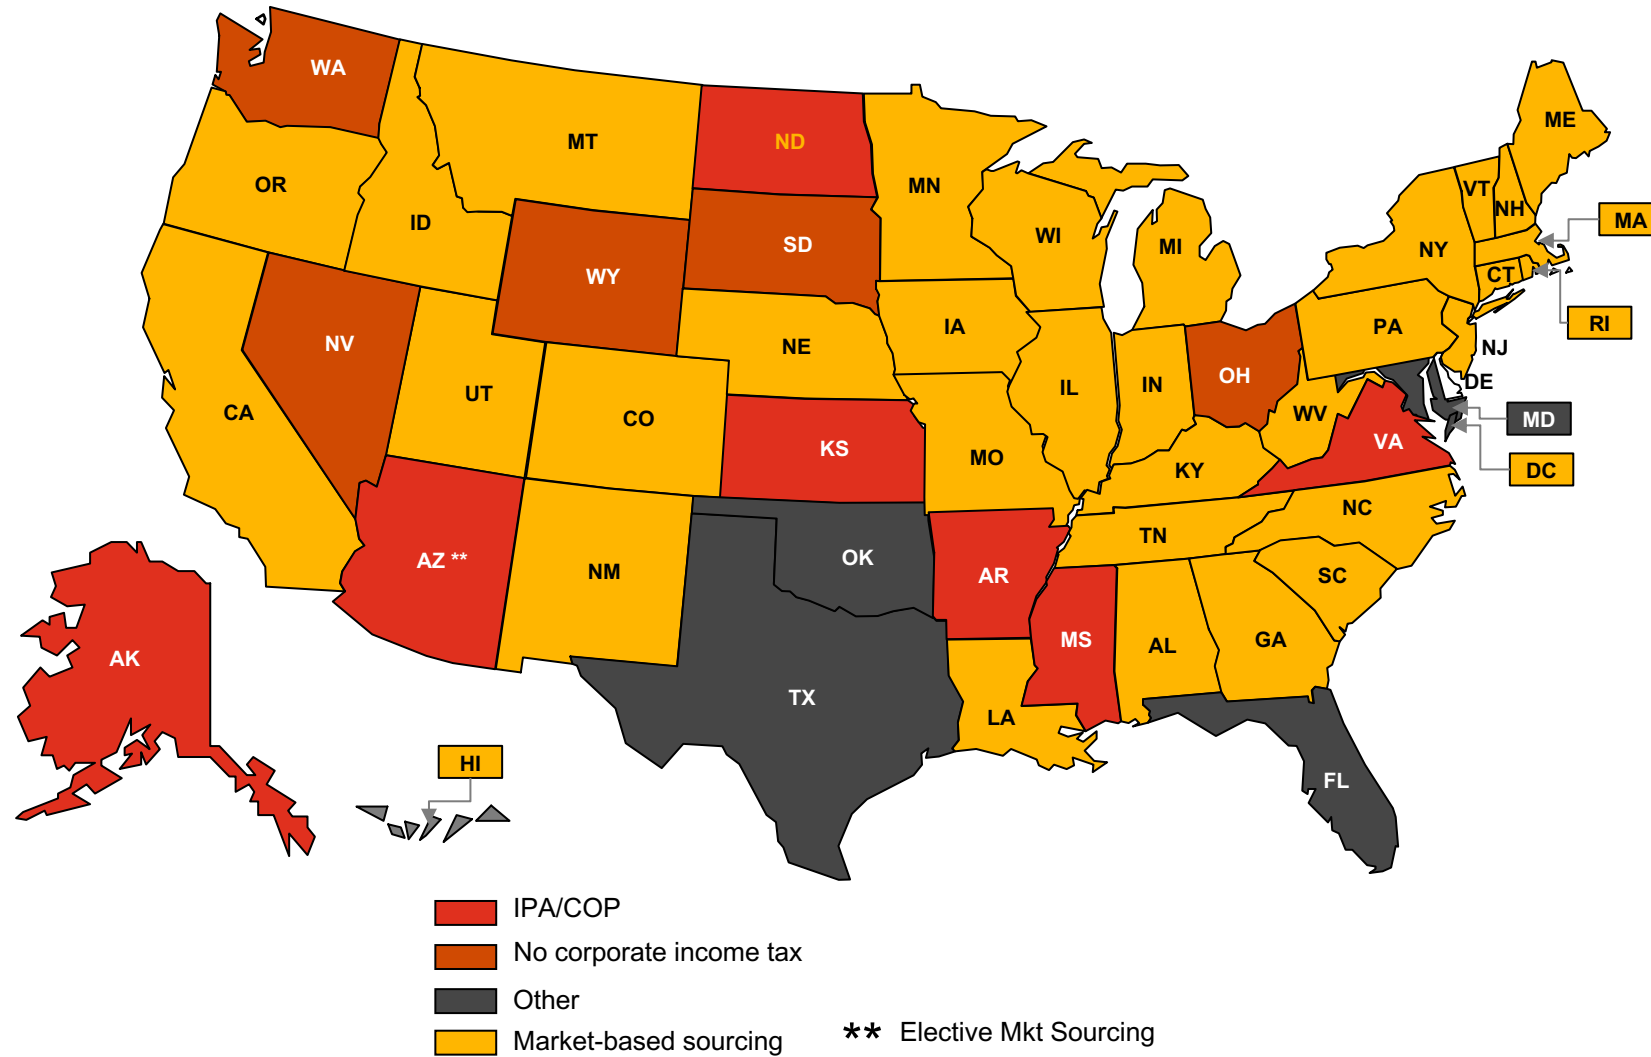 WA
MT
ND
ME
OR
ID
MN
VT
NH
MA
WI
MI
NY
SD
WY
CT
RI
IA
PA
NV
NE
NJ
UT
CO
IL
IN
OH
DE
CA
WV
MD
KS
MO
KY
VA
DC
NC
TN
AZ **
NM
OK
AR
SC
AK
MS
AL
GA
TX
LA
HI
FL
IPA/COP
No corporate income tax
Other
Market-based sourcing
** Elective Mkt Sourcing